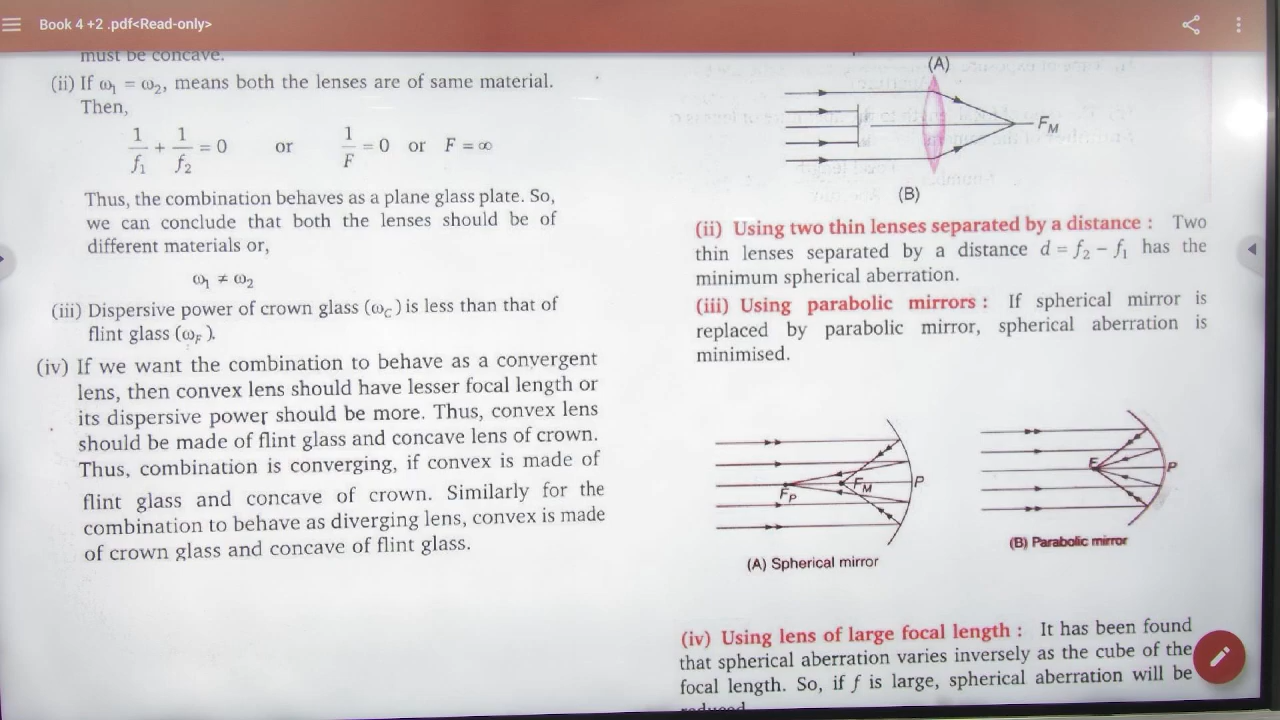 Book 4 +2 .pdf<Read-only>
must be concave.
(ii) If ω₁ = ω₂, means both the lenses are of same material.
Then,
1/f₁ + 1/f₂ = 0 or 1/F = 0 or F = ∞
Thus, the combination behaves as a plane glass plate. So,
we can conclude that both the lenses should be of
different materials or,
ω₁ ≠ ω₂
(iii) Dispersive power of crown glass (ω_C) is less than that of
flint glass (ω_F).
(iv) If we want the combination to behave as a convergent
lens, then convex lens should have lesser focal length or
its dispersive power should be more. Thus, convex lens
should be made of flint glass and concave lens of crown.
Thus, combination is converging, if convex is made of
flint glass and concave of crown. Similarly for the
combination to behave as diverging lens, convex is made
of crown glass and concave of flint glass.
(A)
F_M
(B)
(ii) Using two thin lenses separated by a distance : Two
thin lenses separated by a distance d = f₂ − f₁ has the
minimum spherical aberration.
(iii) Using parabolic mirrors : If spherical mirror is
replaced by parabolic mirror, spherical aberration is
minimised.
F_P F_M P
(A) Spherical mirror
F P
(B) Parabolic mirror
(iv) Using lens of large focal length : It has been found
that spherical aberration varies inversely as the cube of the
focal length. So, if f is large, spherical aberration will be
reduced